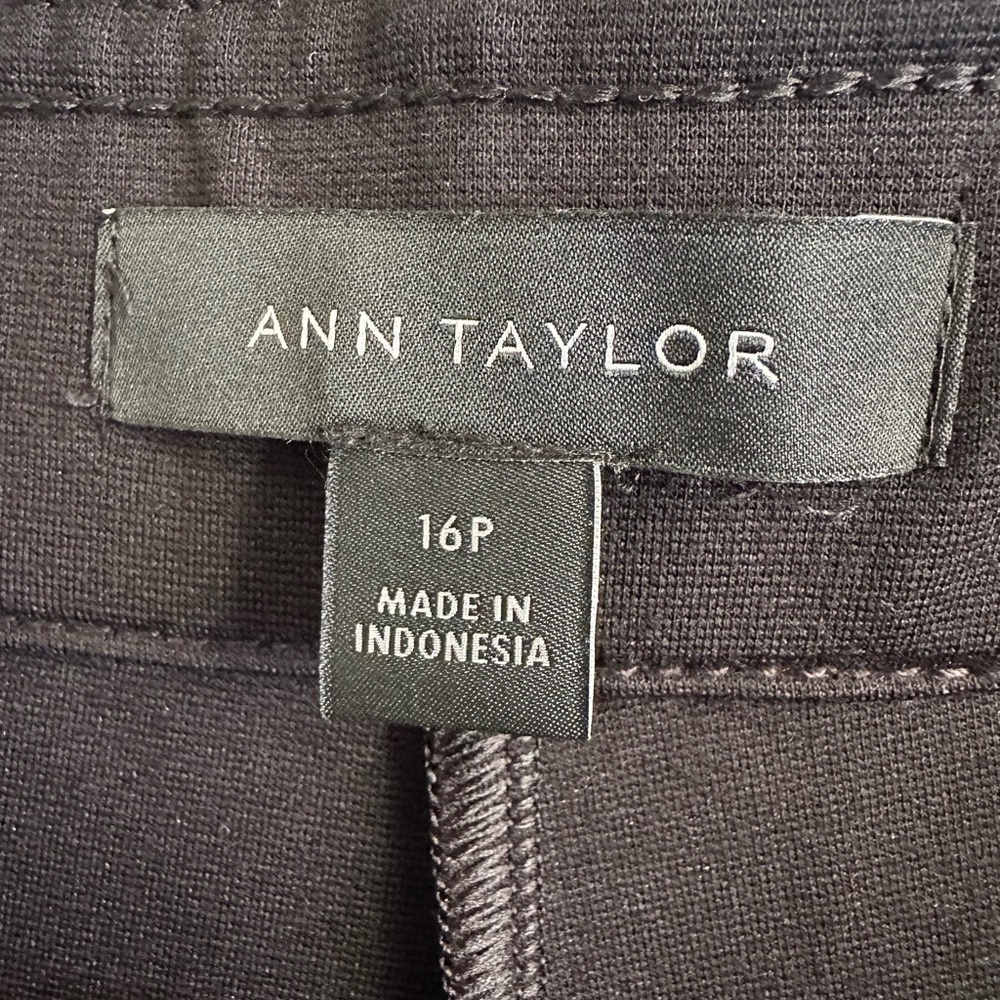 ANN TAYLOR
16P
MADE IN
INDONESIA